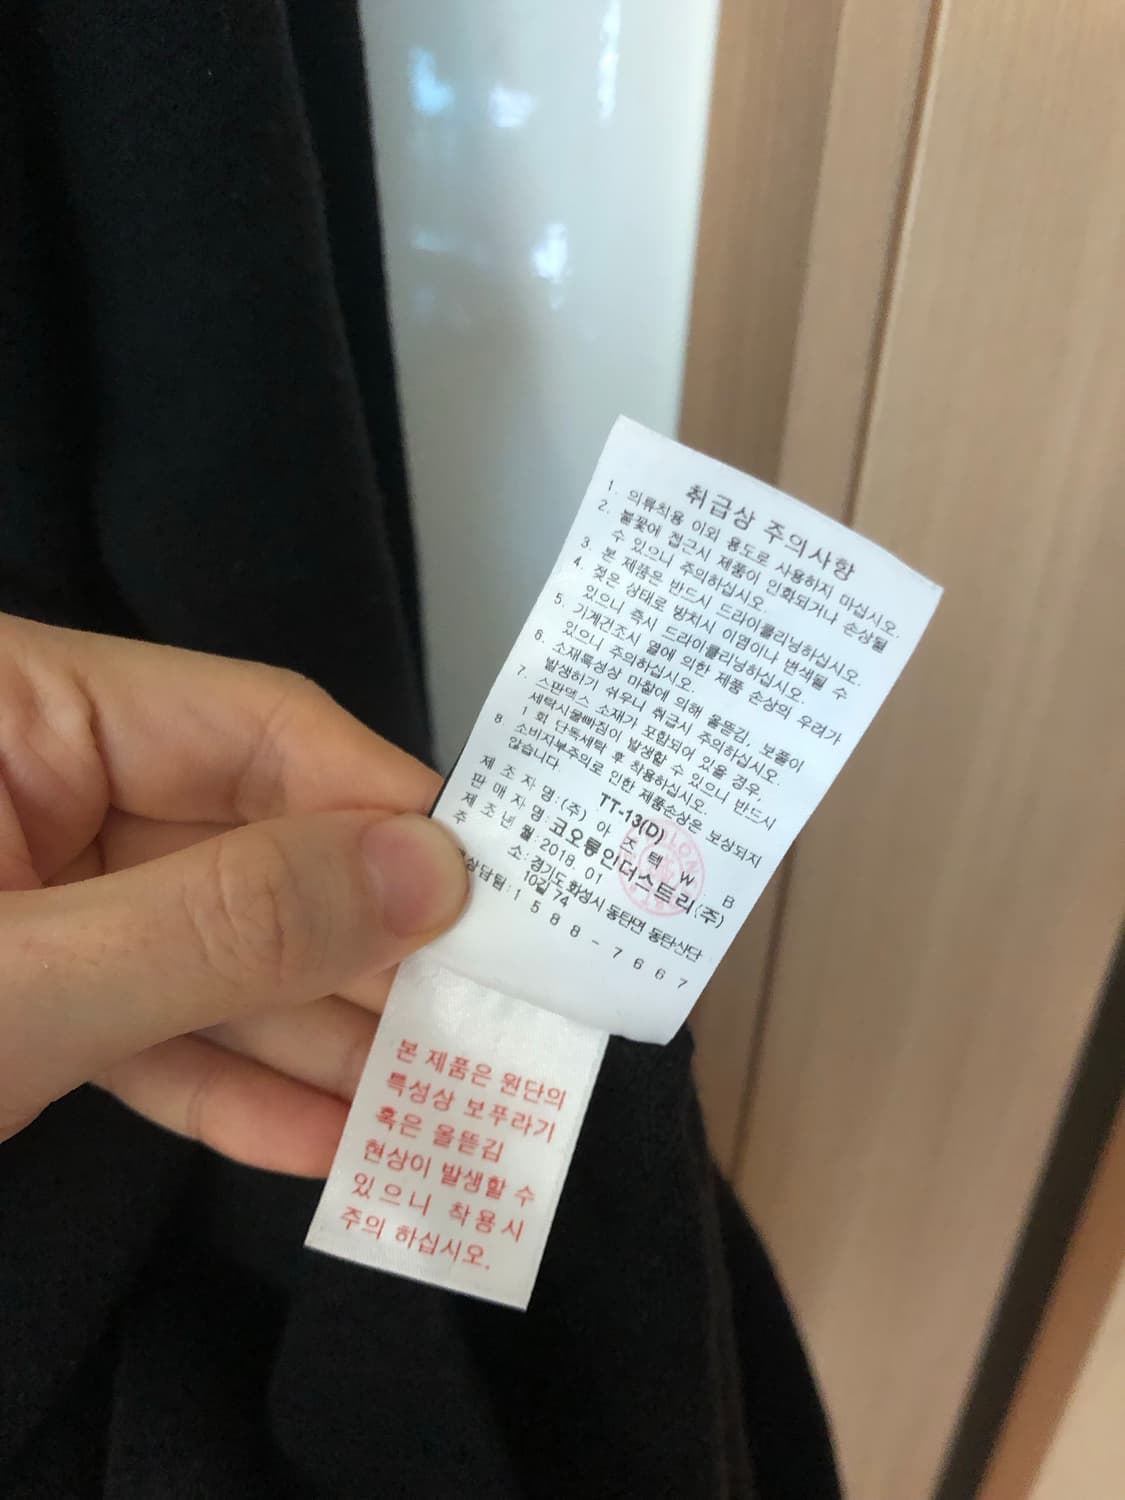 취급상 주의사항
1. 의류착용 이외 용도로 사용하지 마십시오.
2. 불꽃에 접근시 제품이 인화되거나 손상될
수 있으니 주의하십시오.
3. 본 제품은 반드시 드라이클리닝하십시오.
4. 젖은 상태로 방치시 이염이나 변색될 수
있으니 즉시 드라이클리닝하십시오.
5. 기계건조시 열에 의한 제품 손상의 우려가
있으니 주의하십시오.
6. 소재특성상 마찰에 의해 올뜯김, 보풀이
발생하기 쉬우니 취급시 주의하십시오.
7. 스판덱스 소재가 포함되어 있을 경우,
세탁시물빠짐이 발생할 수 있으니 반드시
1회 단독세탁 후 착용하십시오.
8 소비자부주의로 인한 제품손상은 보상되지
않습니다.
TT-13(D)
제 조 자 명:(주) 아 즈 텍 W B
판 매 자 명:코오롱인더스트리(주)
제 조 년 월:2018. 01
주 소:경기도 화성시 동탄면 동탄산단
10길 74
상담팀:1588-7667
본 제품은 원단의
특성상 보푸라기
혹은 올뜯김
현상이 발생할 수
있으니 착용시
주의 하십시오.